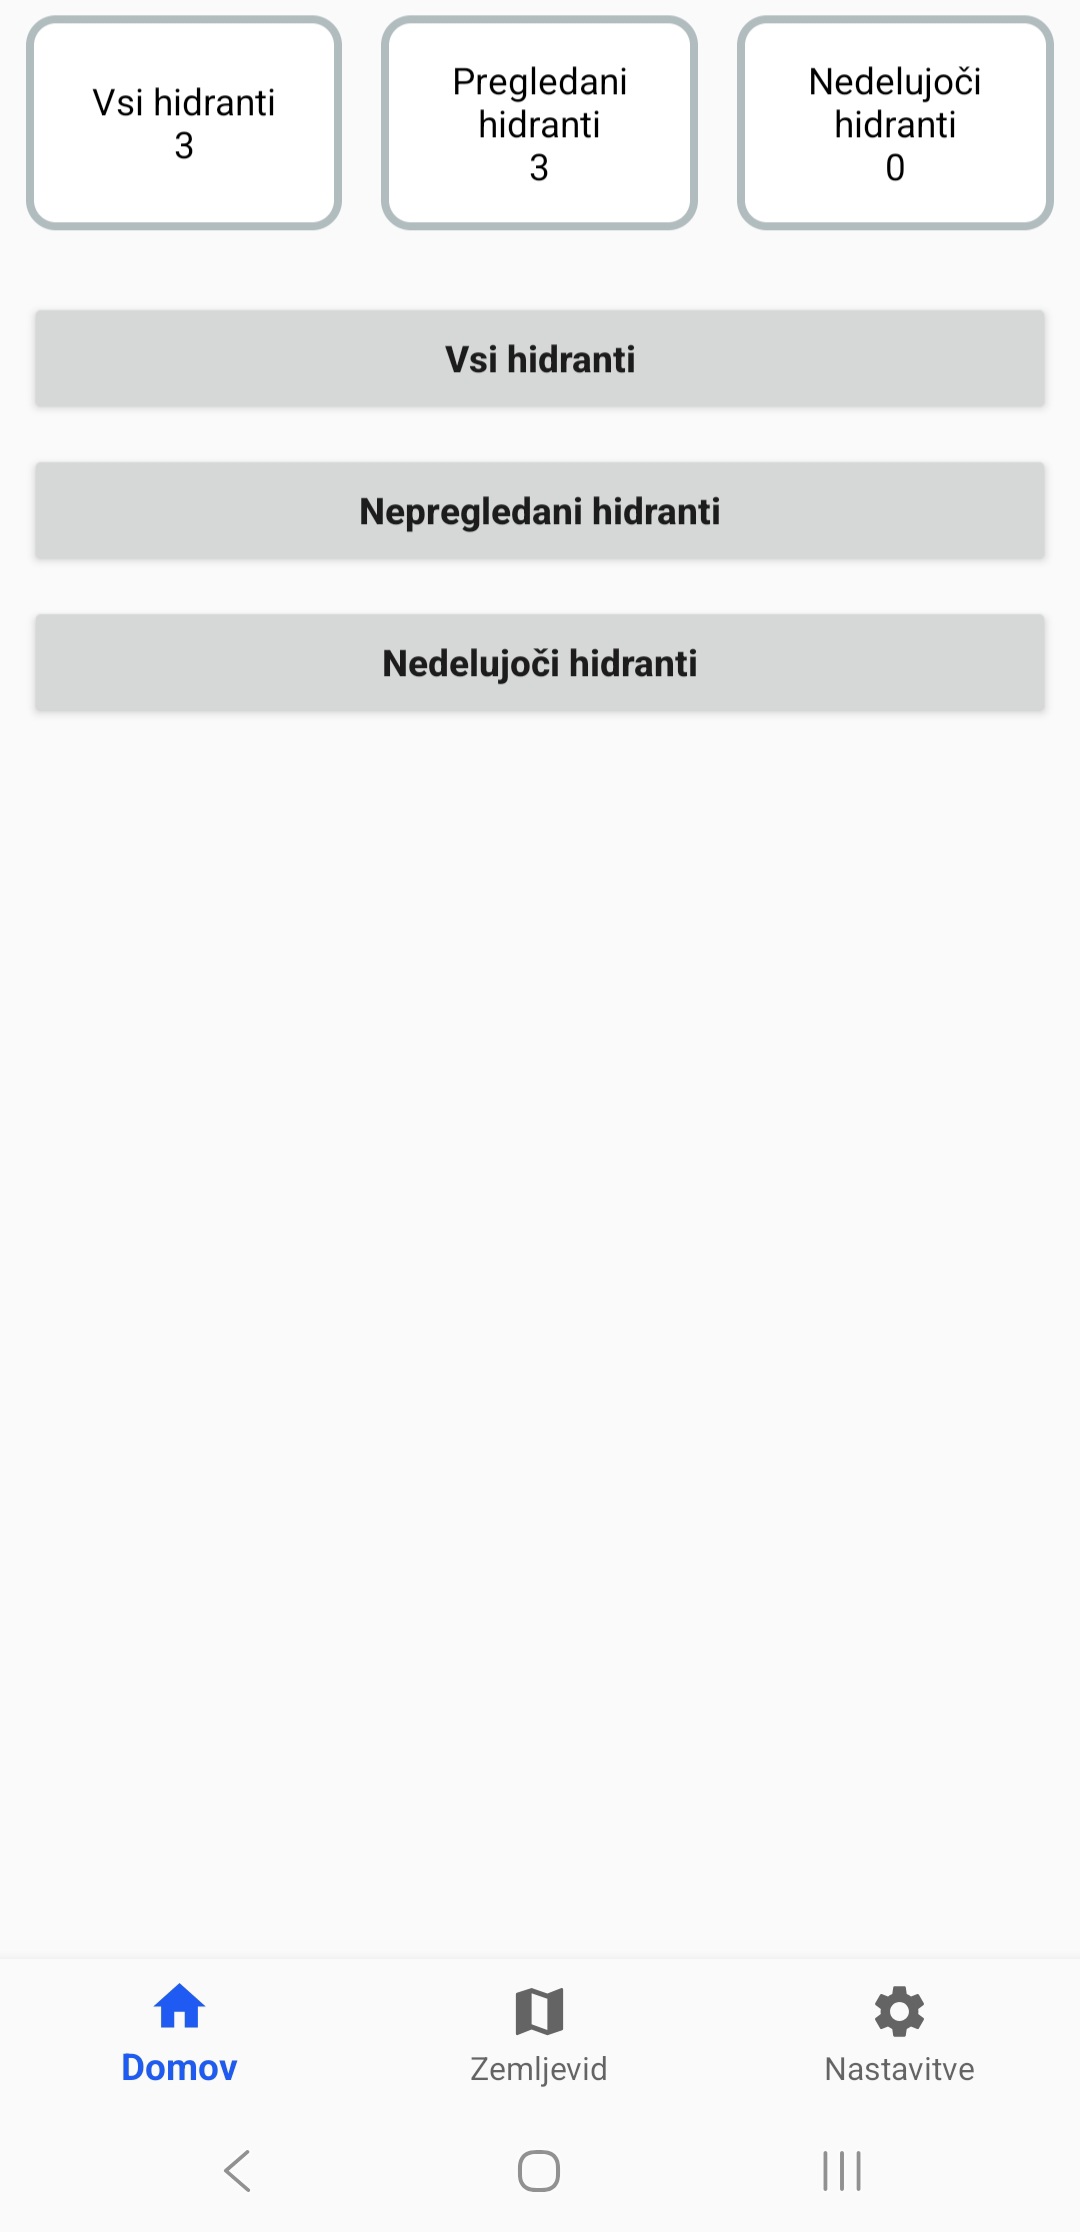 Vsi hidranti
3
Pregledani
hidranti
3
Nedelujoči
hidranti
0
Vsi hidranti
Nepregledani hidranti
Nedelujoči hidranti
Domov
Zemljevid
Nastavitve